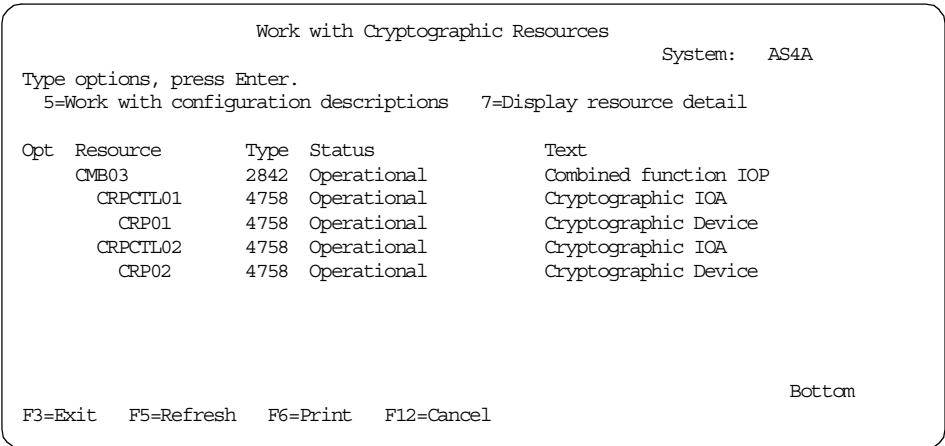 Work with Cryptographic Resources
System: AS4A
Type options, press Enter.
5=Work with configuration descriptions 7=Display resource detail
Opt Resource Type Status Text
CMB03 2842 Operational Combined function IOP
CRPCTL01 4758 Operational Cryptographic IOA
CRP01 4758 Operational Cryptographic Device
CRPCTL02 4758 Operational Cryptographic IOA
CRP02 4758 Operational Cryptographic Device
Bottom
F3=Exit F5=Refresh F6=Print F12=Cancel